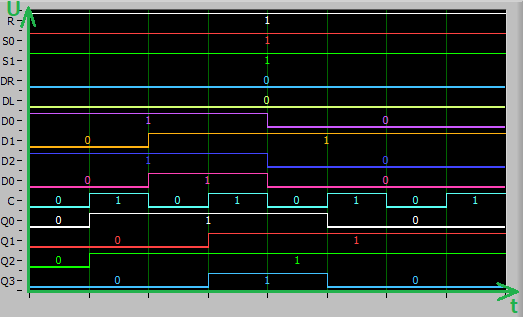 U
R 1
S0 1
S1 1
DR 0
DL 0
D0 1 0
D1 0 1
D2 1 0
D0 0 1 0
C 0 1 0 1 0 1 0 1
Q0 0 1 0
Q1 0 1
Q2 0 1
Q3 0 1 0
t